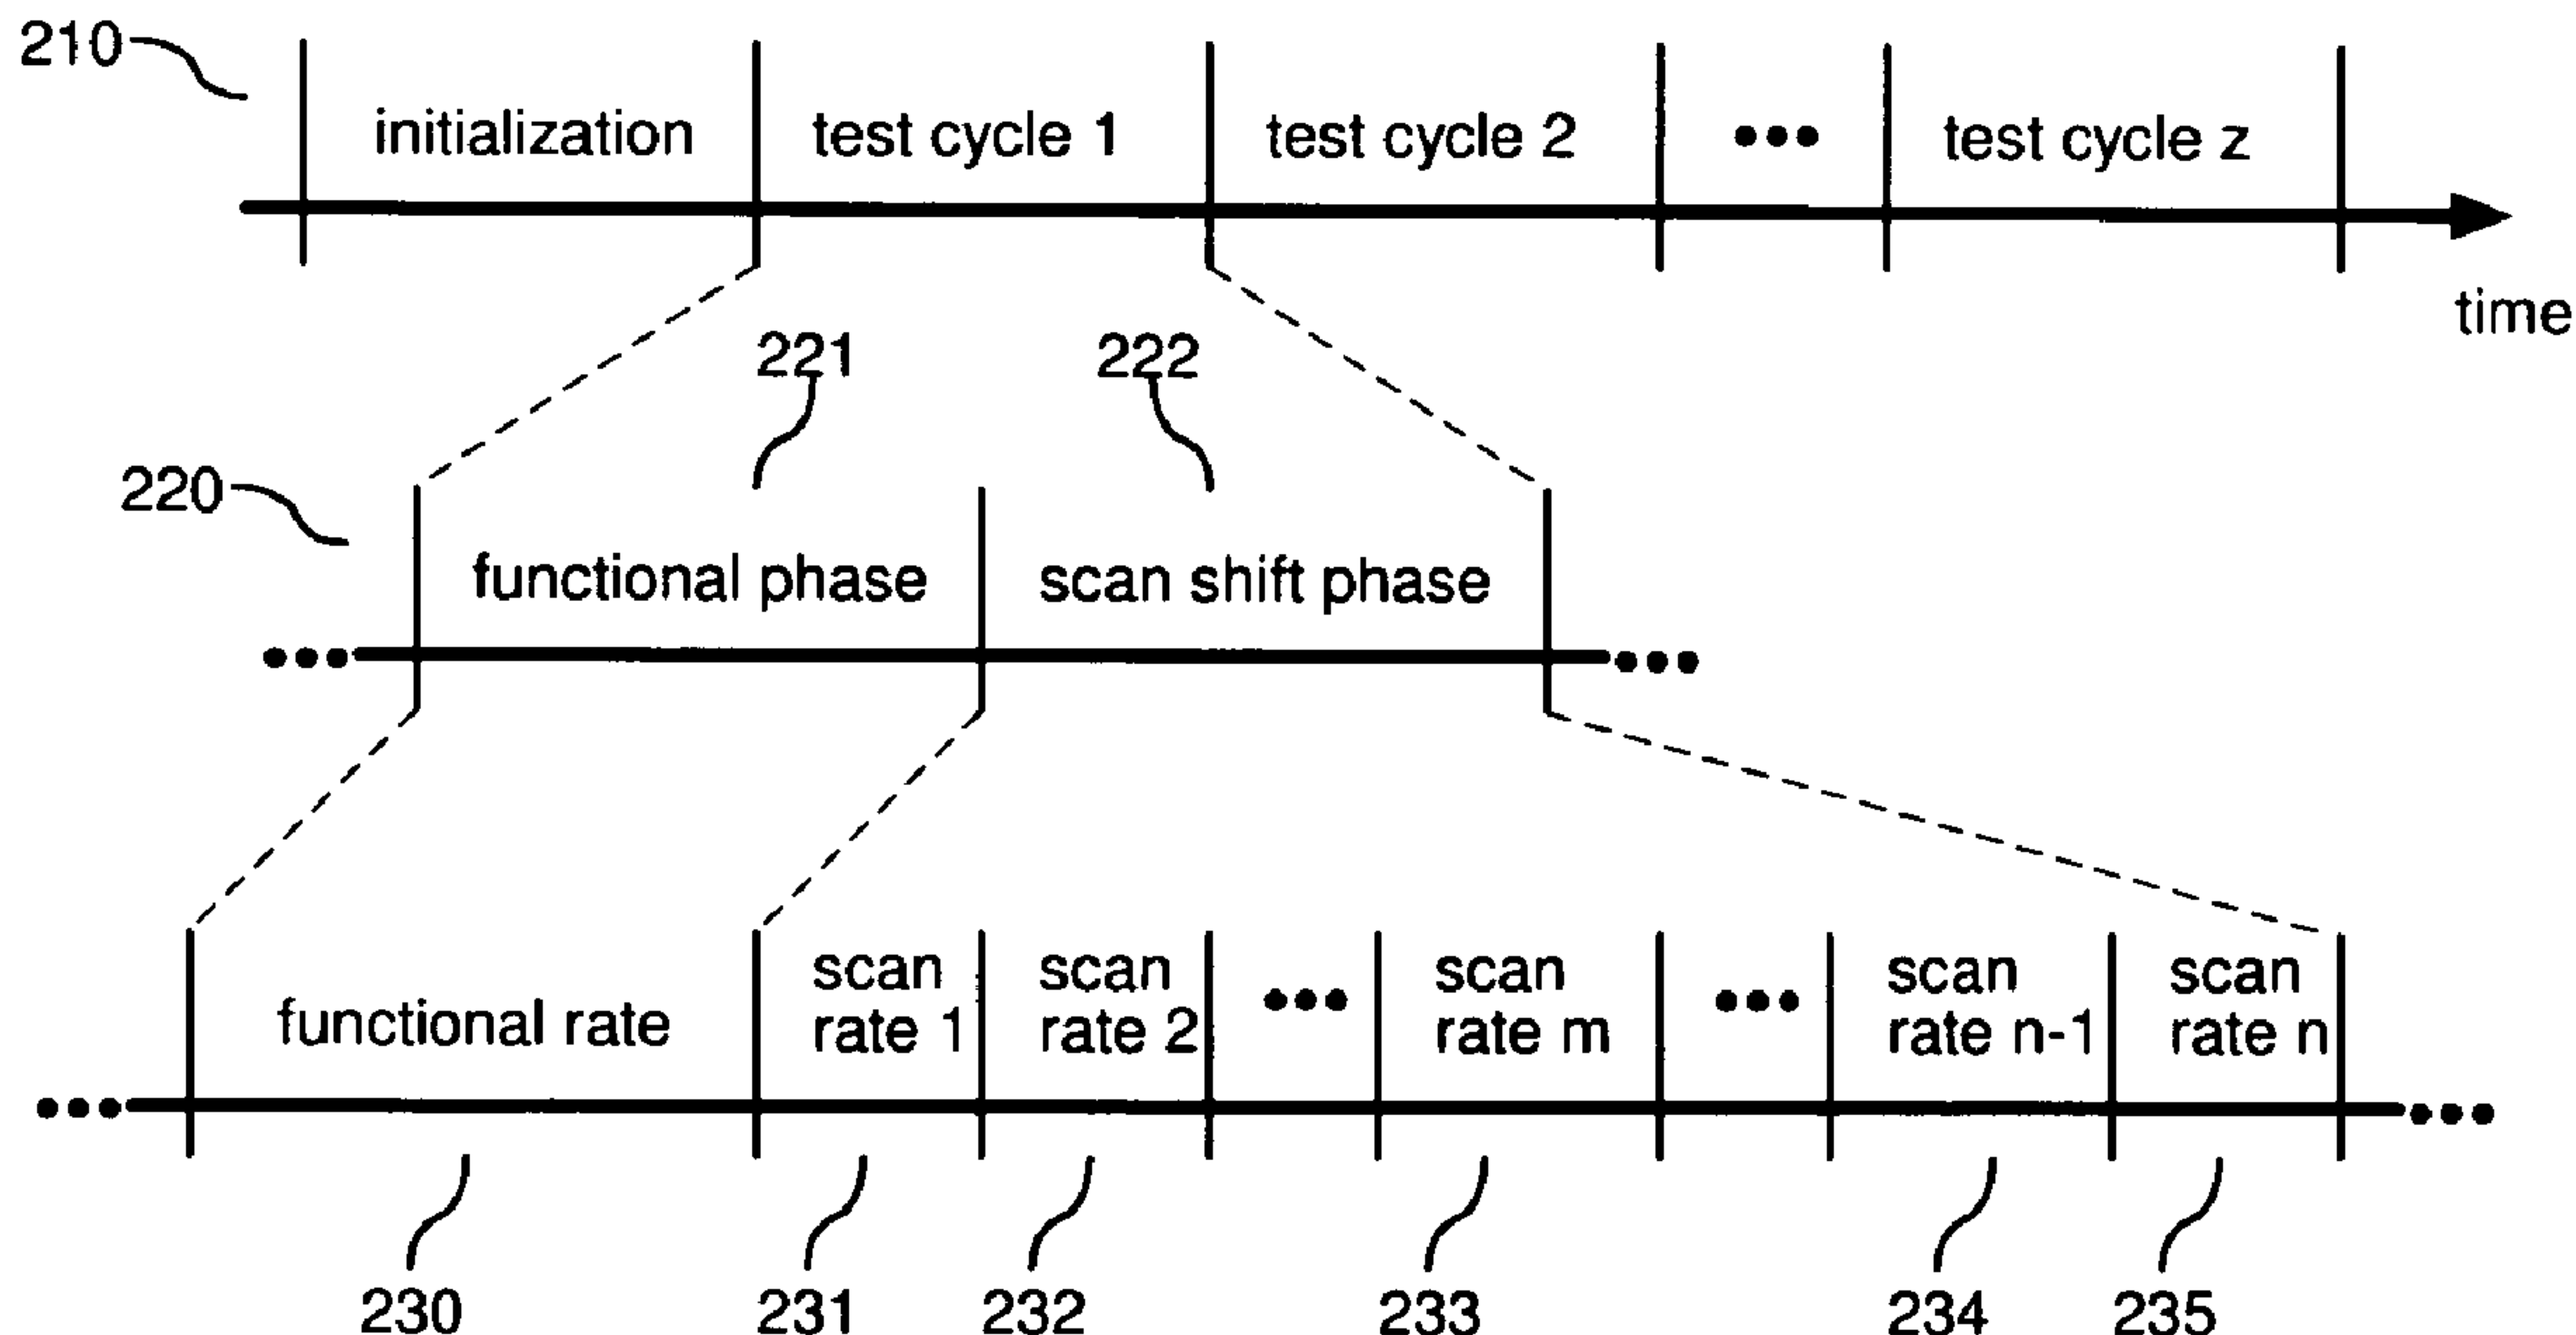 210
initialization
test cycle 1
test cycle 2
•••
test cycle z
time
221
222
220
functional phase
scan shift phase
•••
•••
functional rate
scan
rate 1
scan
rate 2
•••
scan
rate m
•••
scan
rate n-1
scan
rate n
•••
•••
230
231
232
233
234
235